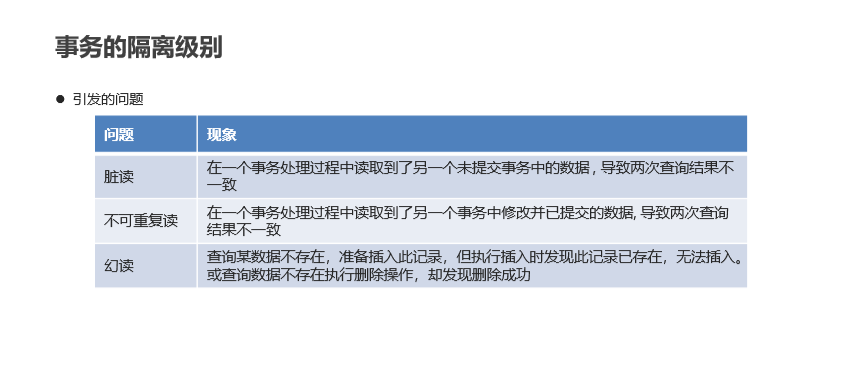 事务的隔离级别
● 引发的问题
问题 现象
脏读 在一个事务处理过程中读取到了另一个未提交事务中的数据，导致两次查询结果不
一致
不可重复读 在一个事务处理过程中读取到了另一个事务中修改并已提交的数据, 导致两次查询
结果不一致
幻读 查询某数据不存在，准备插入此记录，但执行插入时发现此记录已存在，无法插入。
或查询数据不存在执行删除操作，却发现删除成功